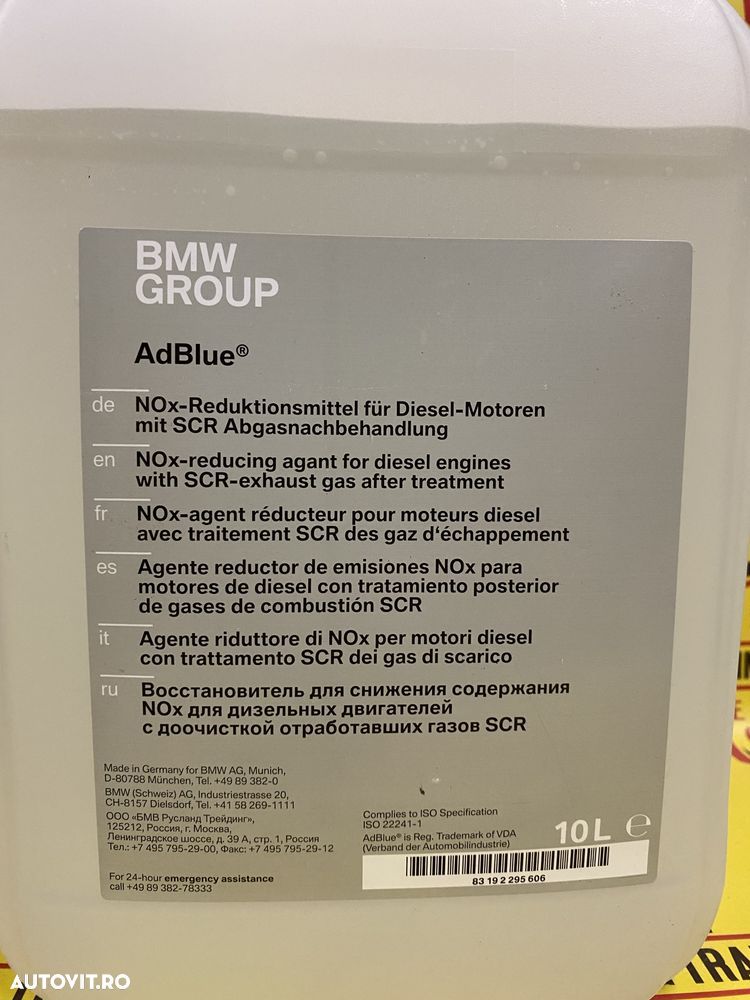 BMW
GROUP
AdBlue®
de NOx-Reduktionsmittel für Diesel-Motoren
mit SCR Abgasnachbehandlung
en NOx-reducing agant for diesel engines
with SCR-exhaust gas after treatment
fr NOx-agent réducteur pour moteurs diesel
avec traitement SCR des gaz d‘échappement
es Agente reductor de emisiones NOx para
motores de diesel con tratamiento posterior
de gases de combustión SCR
it Agente riduttore di NOx per motori diesel
con trattamento SCR dei gas di scarico
ru Восстановитель для снижения содержания
NOx для дизельных двигателей
с доочисткой отработавших газов SCR
Made in Germany for BMW AG, Munich,
D-80788 München, Tel. +49 89 382-0
BMW (Schweiz) AG, Industriestrasse 20,
CH-8157 Dielsdorf, Tel. +41 58 269-1111
ООО «БМВ Русланд Трейдинг»,
125212, Россия, г. Москва,
Ленинградское шоссе, д. 39 А, стр. 1, Россия
Тел.: +7 495 795-29-00, Факс: +7 495 795-29-12
For 24-hour emergency assistance
call +49 89 382-78333
Complies to ISO Specification
ISO 22241-1
AdBlue® is Reg. Trademark of VDA
(Verband der Automobilindustrie)
10 L ℮
83 19 2 295 606
TRA
AUTOVIT.RO